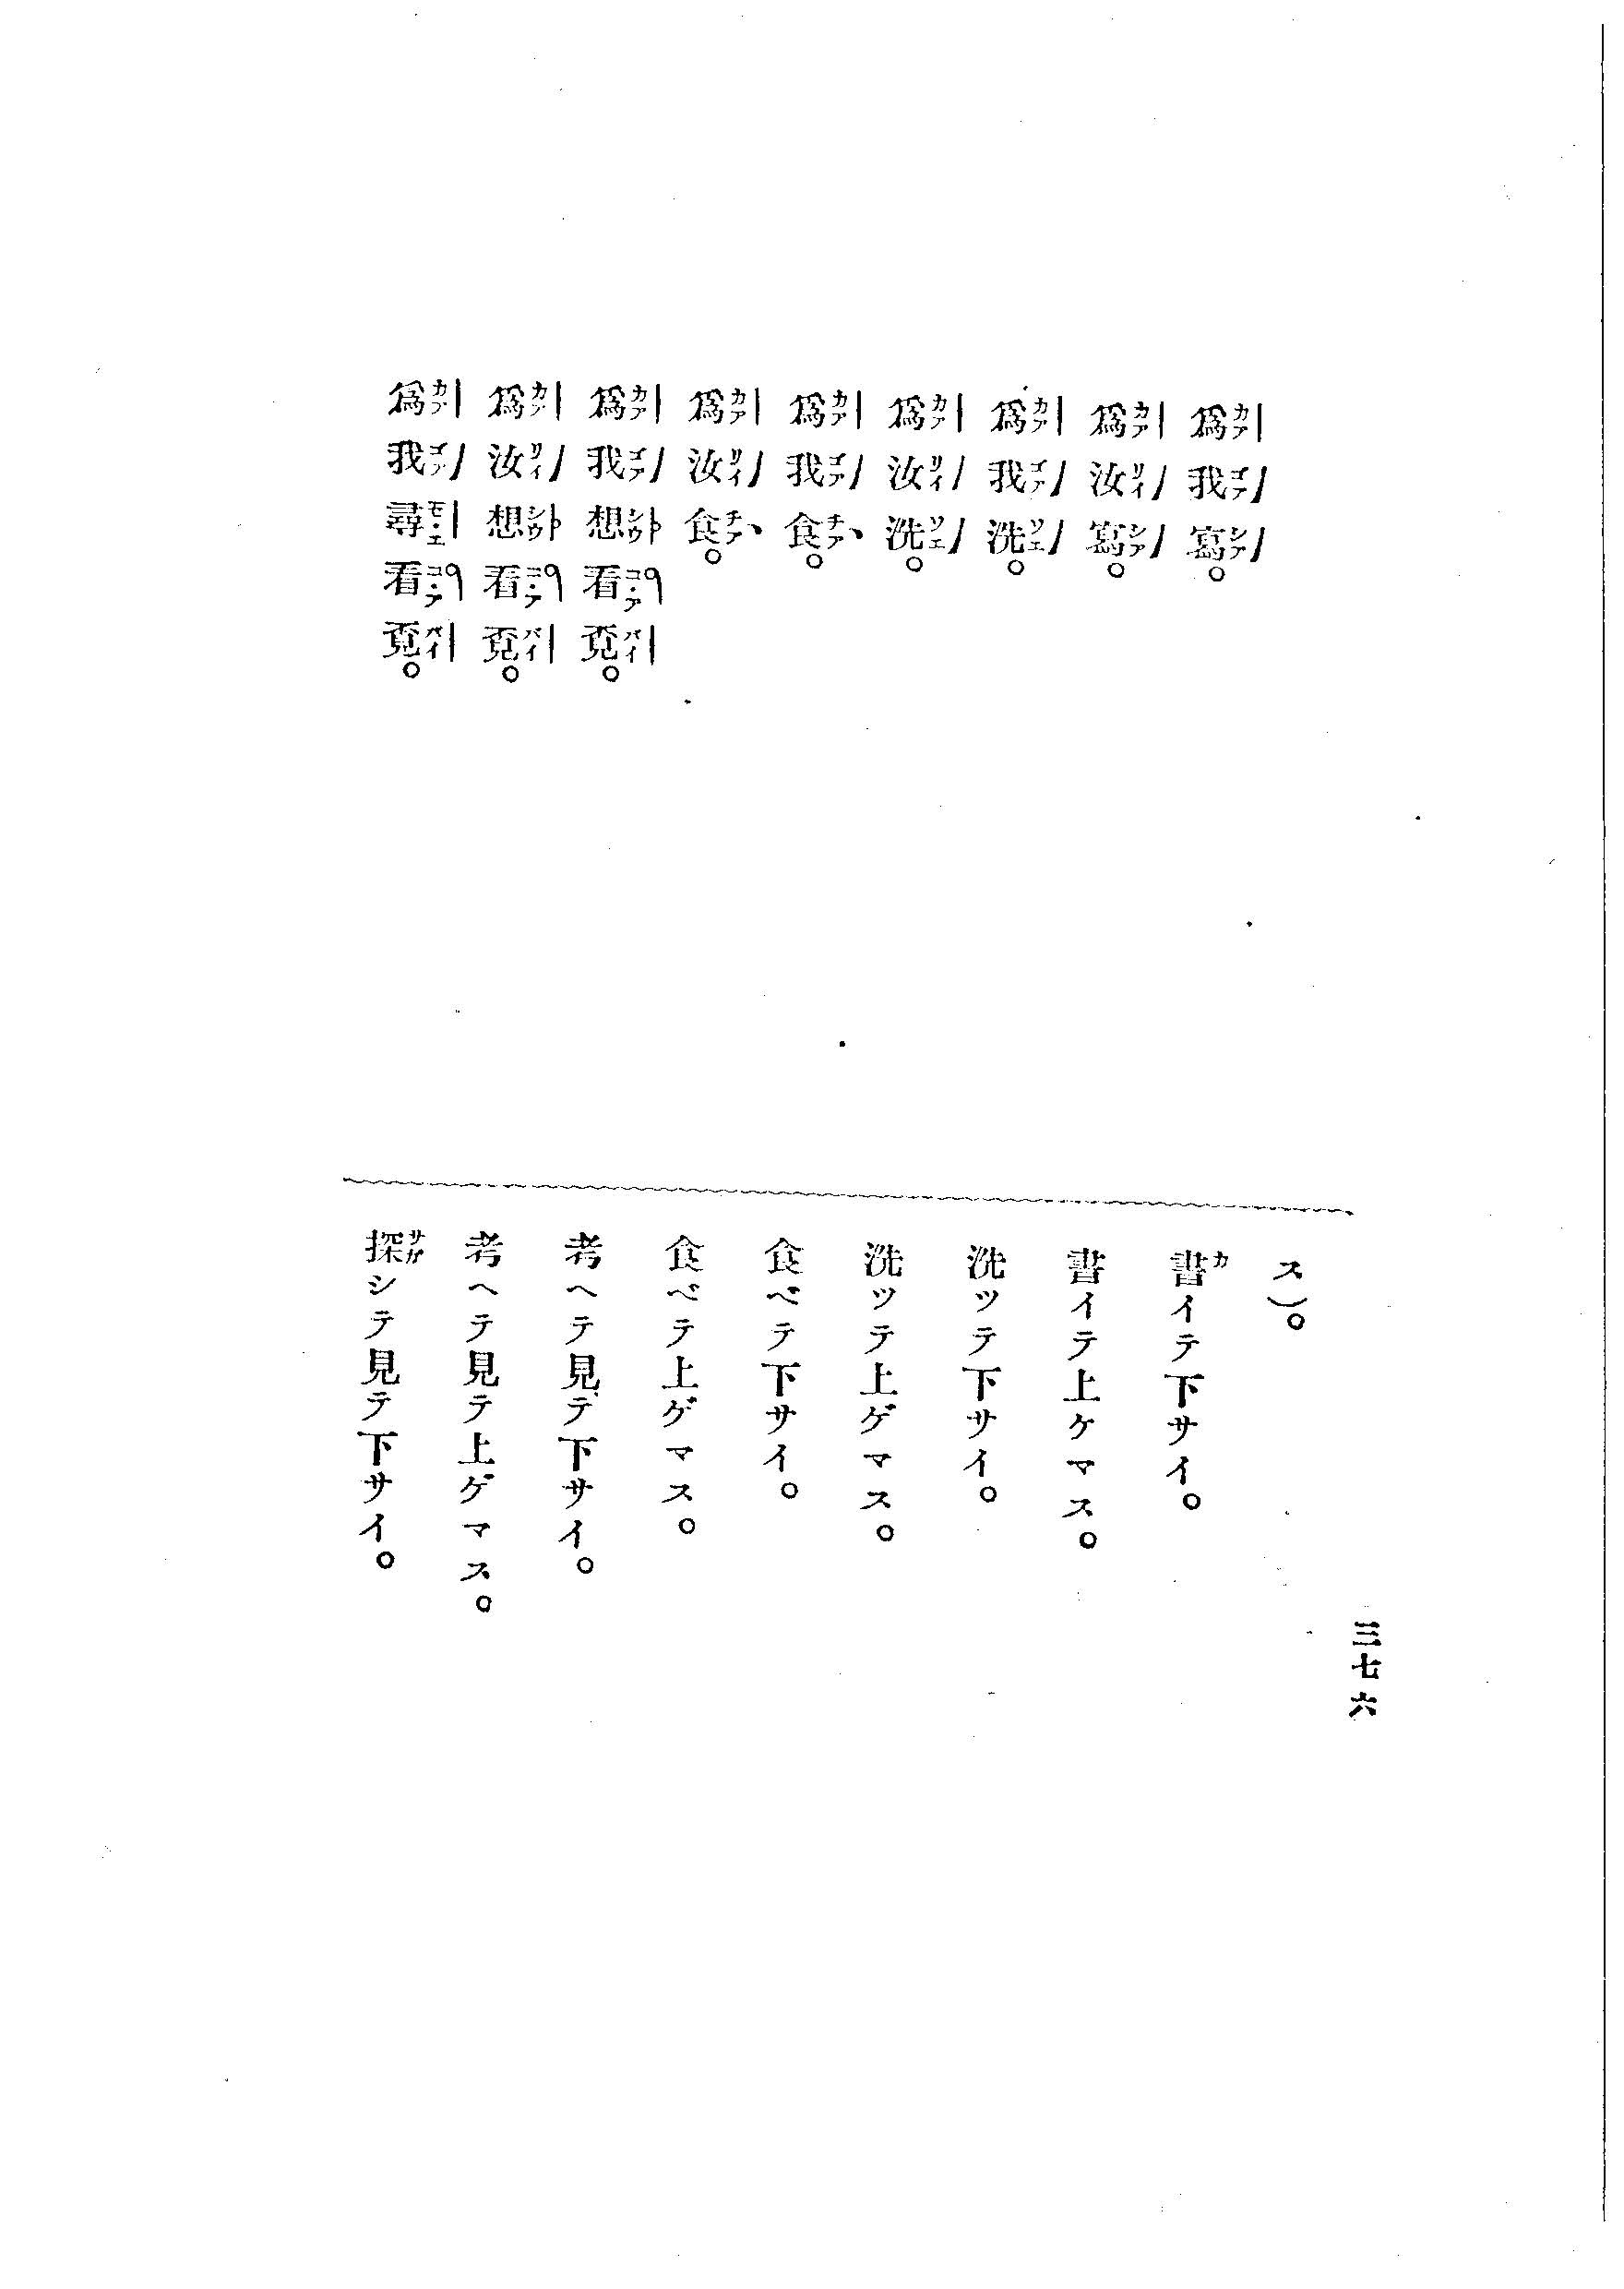 三七六
爲我寫。
爲汝寫。
爲我洗。
爲汝洗。
爲我食。
爲汝食。
爲我想看覔。
爲汝想看覔。
爲我尋看覔。
ス)。
書イテ下サイ。
書イテ上ケマス。
洗ッテ下サイ。
洗ッテ上ゲマス。
食ベテ下サイ。
食ベテ上ゲマス。
考ヘテ見テ下サイ。
考ヘテ見テ上ゲマス。
探シテ見テ下サイ。